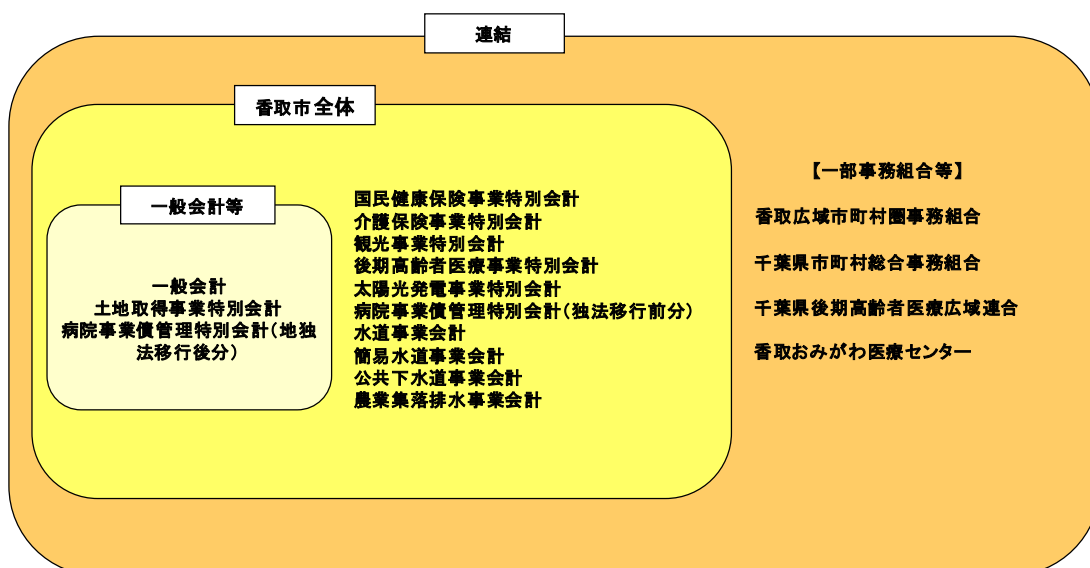 連結
香取市全体
一般会計等
一般会計
土地取得事業特別会計
病院事業債管理特別会計(地独
法移行後分)
国民健康保険事業特別会計
介護保険事業特別会計
観光事業特別会計
後期高齢者医療事業特別会計
太陽光発電事業特別会計
病院事業債管理特別会計(独法移行前分)
水道事業会計
簡易水道事業会計
公共下水道事業会計
農業集落排水事業会計
【一部事務組合等】
香取広域市町村圏事務組合
千葉県市町村総合事務組合
千葉県後期高齢者医療広域連合
香取おみがわ医療センター